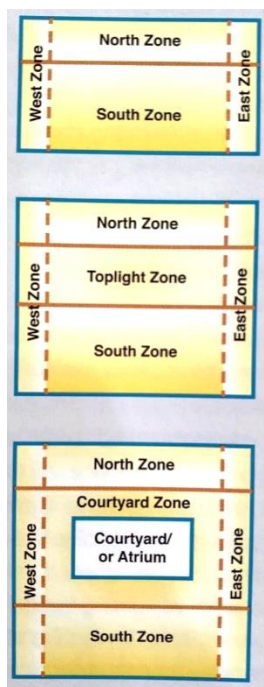 North Zone
West Zone
East Zone
South Zone
North Zone
Toplight Zone
West Zone
East Zone
South Zone
North Zone
Courtyard Zone
Courtyard/
or Atrium
West Zone
East Zone
South Zone